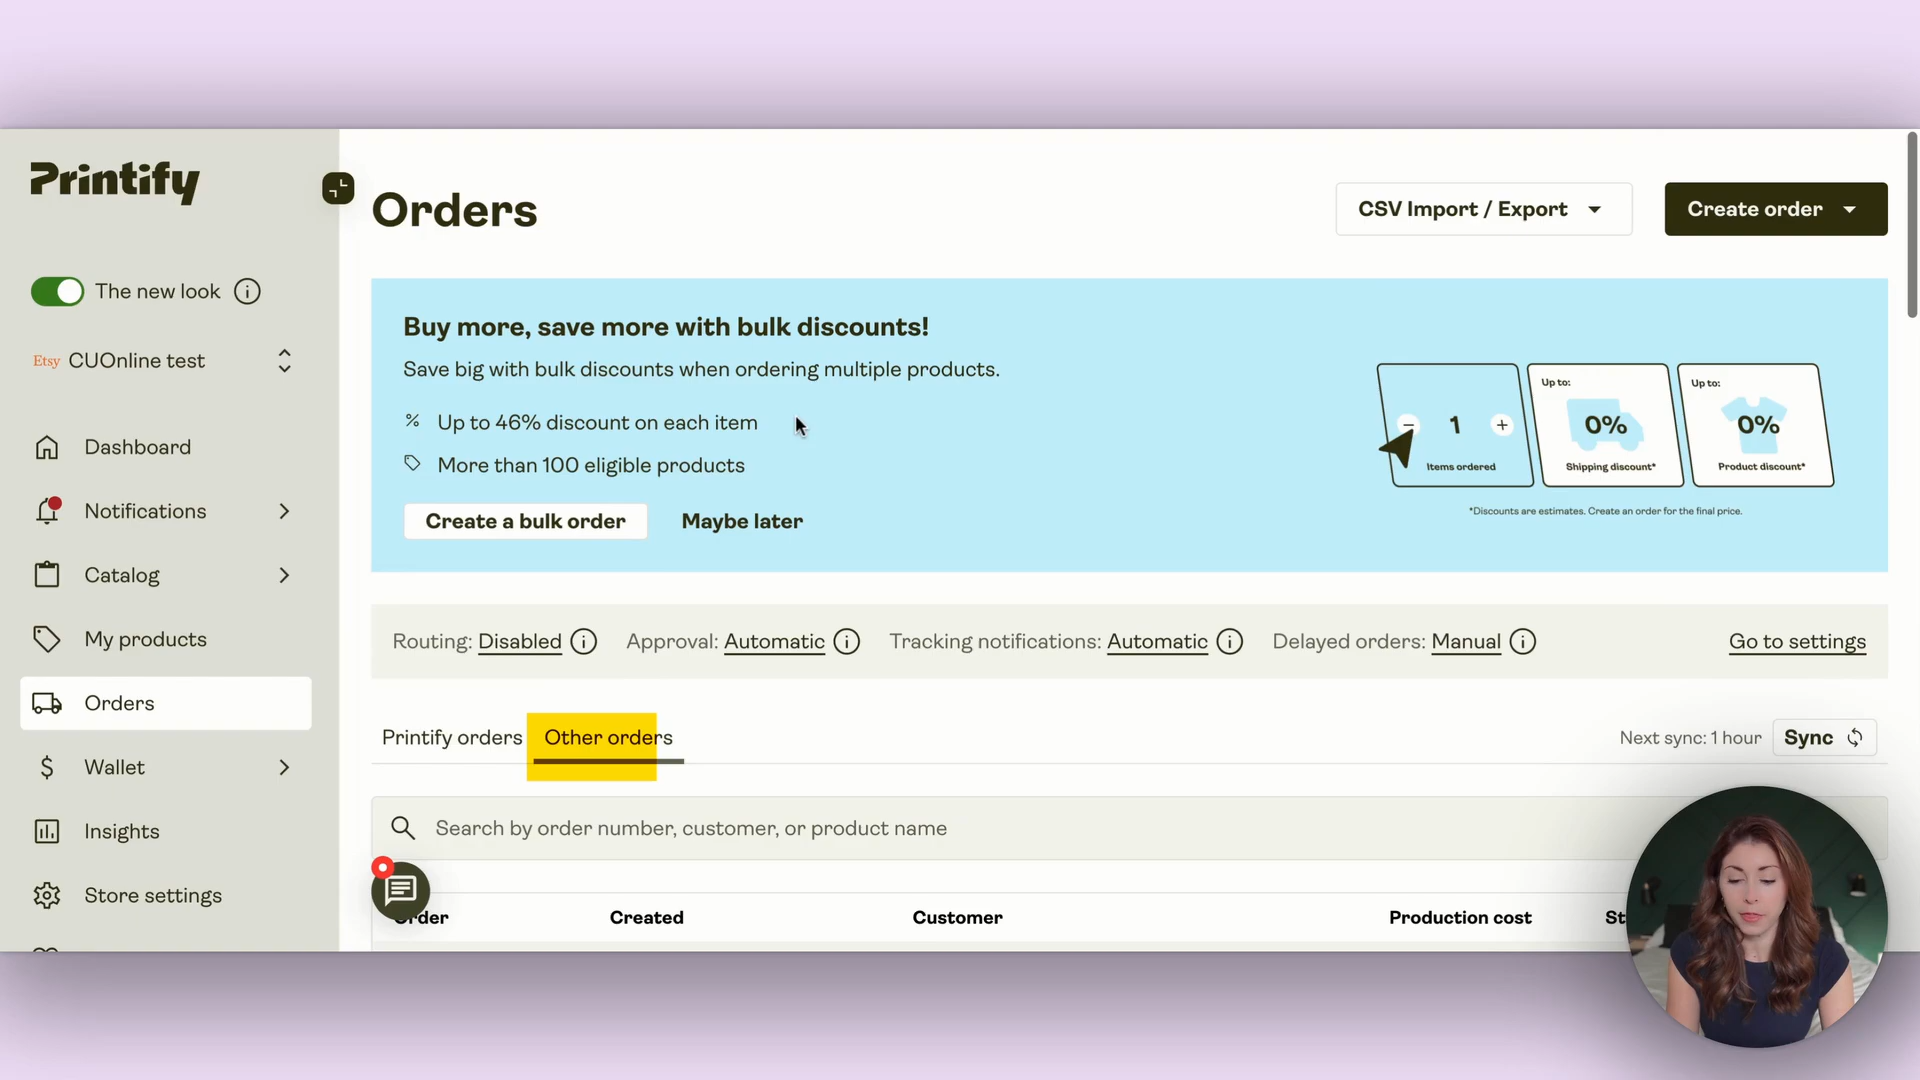 Printify
The new look
Etsy CUOnline test
Dashboard
Notifications
Catalog
My products
Orders
Wallet
Insights
Store settings
Orders
CSV Import / Export
Create order
Buy more, save more with bulk discounts!
Save big with bulk discounts when ordering multiple products.
% Up to 46% discount on each item
More than 100 eligible products
Create a bulk order
Maybe later
1
Items ordered
Up to:
0%
Shipping discount*
Up to:
0%
Product discount*
*Discounts are estimates. Create an order for the final price.
Routing: Disabled
Approval: Automatic
Tracking notifications: Automatic
Delayed orders: Manual
Go to settings
Printify orders
Other orders
Next sync: 1 hour
Sync
Search by order number, customer, or product name
Order
Created
Customer
Production cost
St